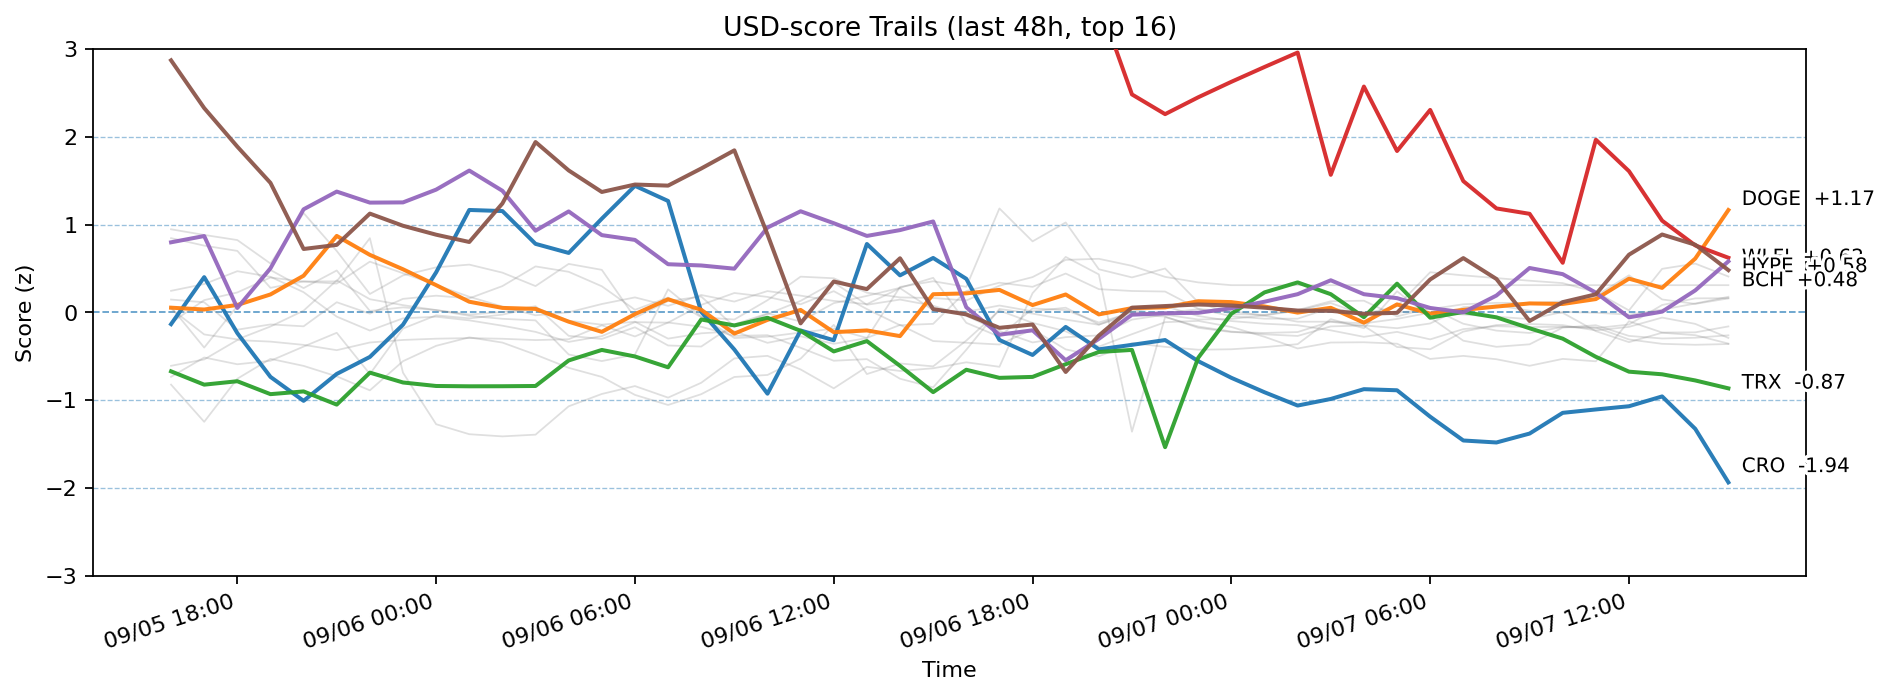 USD-score Trails (last 48h, top 16)
Score (z)
3
2
1
0
−1
−2
−3
DOGE +1.17
HYPE +0.58
BCH +0.48
TRX -0.87
CRO -1.94
09/05 18:00
09/06 00:00
09/06 06:00
09/06 12:00
09/06 18:00
09/07 00:00
09/07 06:00
09/07 12:00
Time